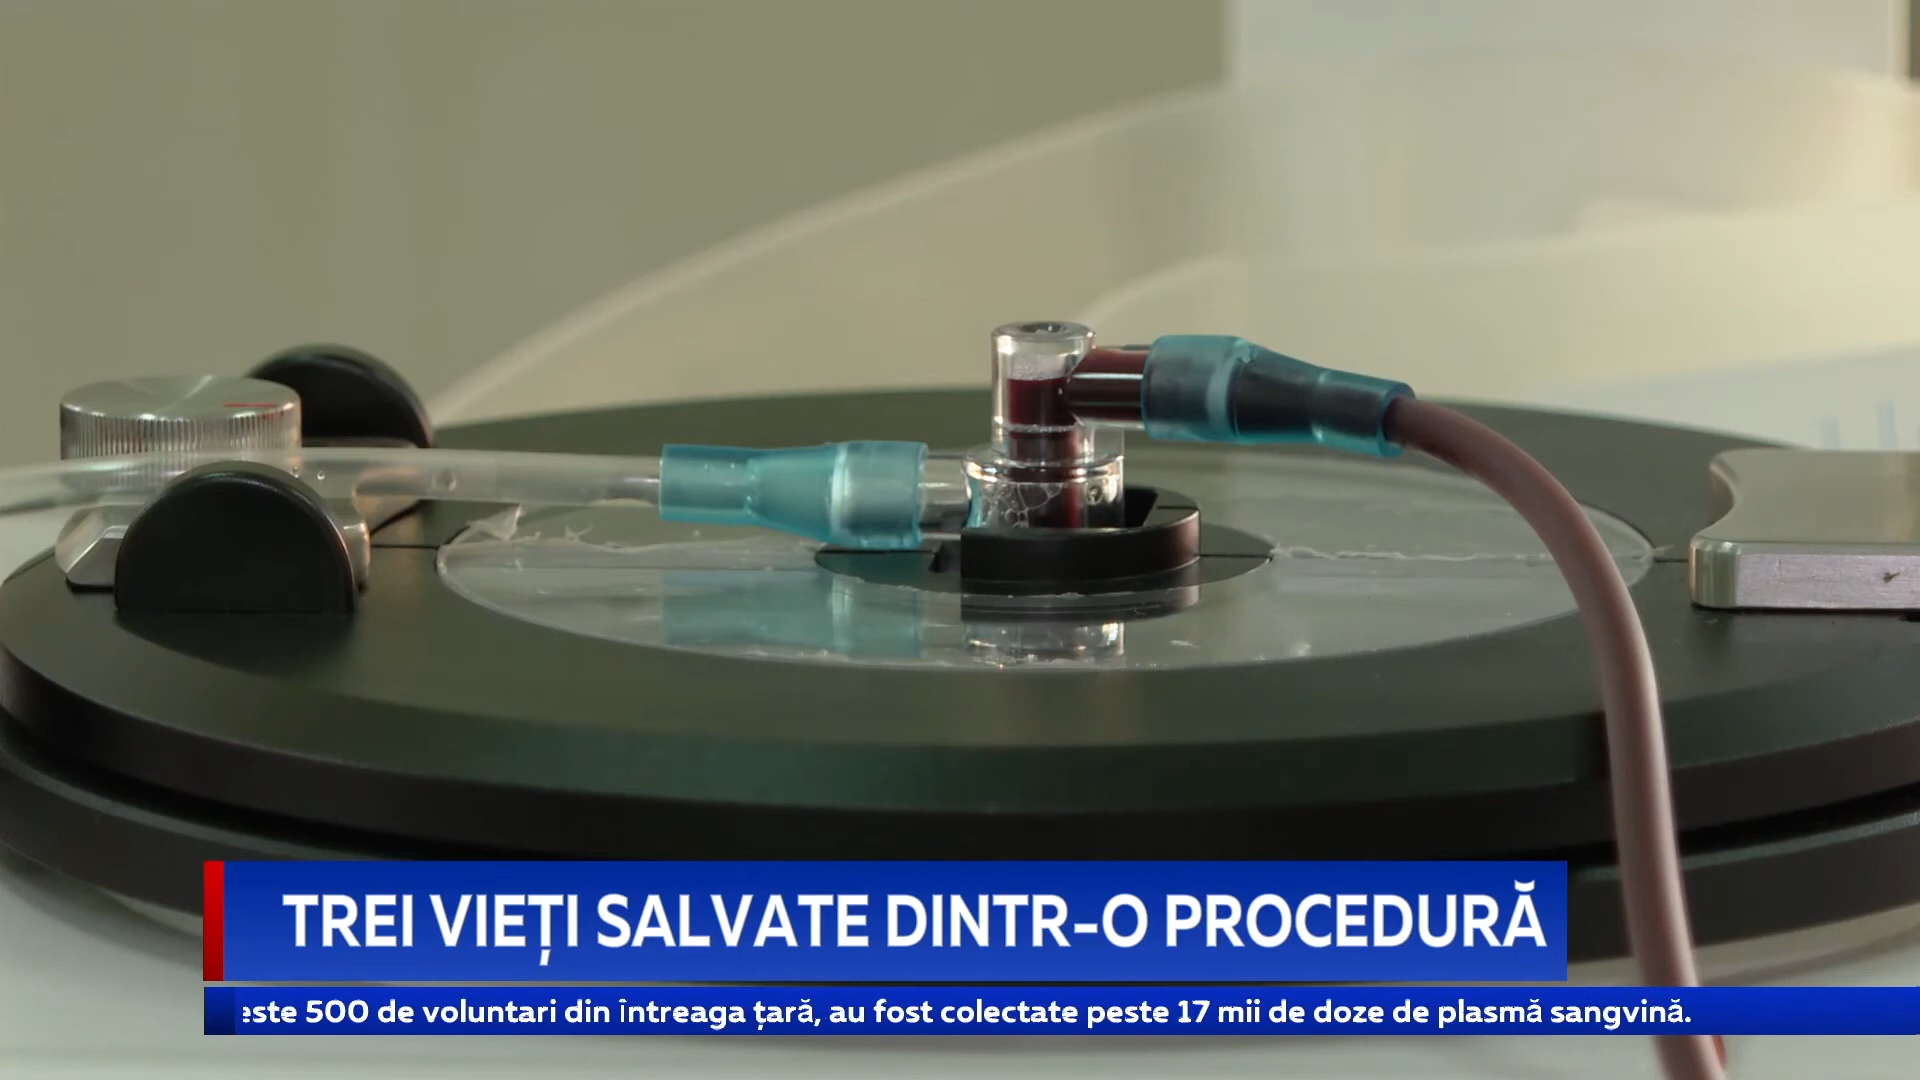 TREI VIEȚI SALVATE DINTR-O PROCEDURĂ
500 de voluntari din întreaga țară, au fost colectate peste 17 mii de doze de plasmă sangvină.